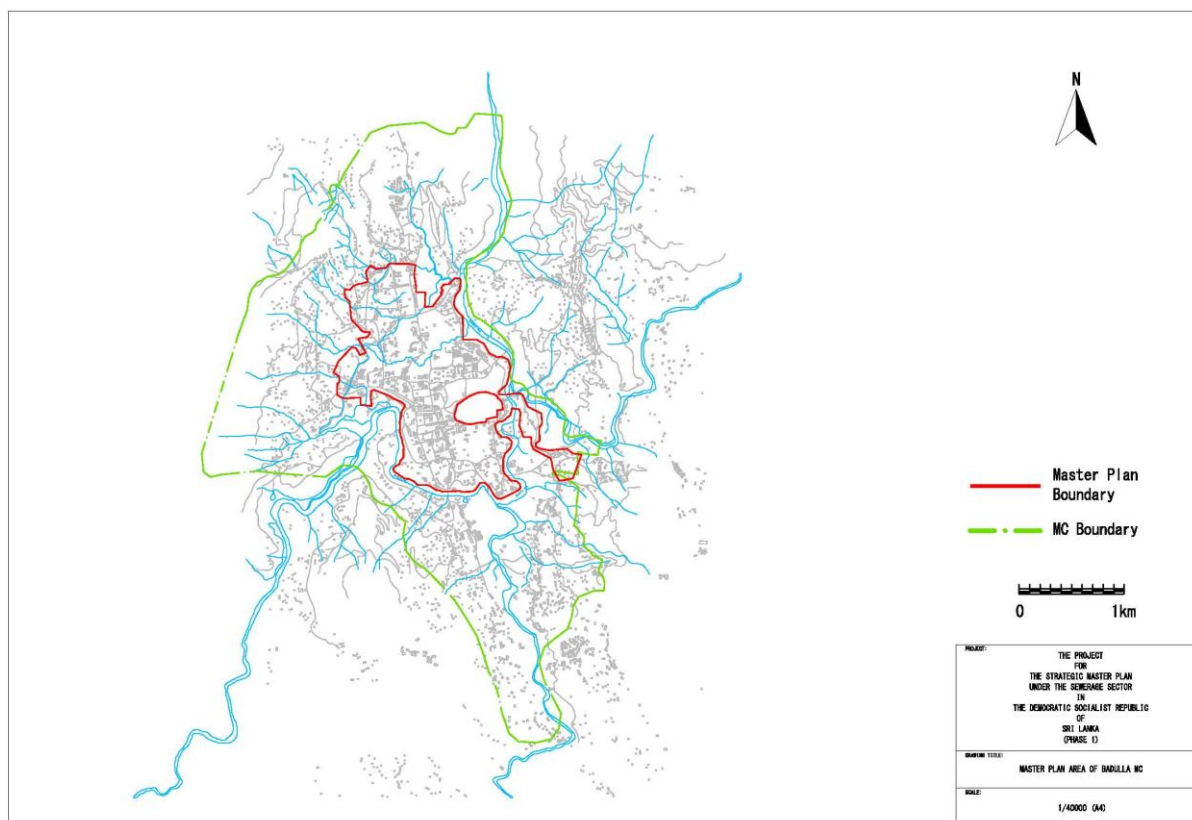 N
Master Plan
Boundary
MC Boundary
0 1km
PROJECT:
THE PROJECT
FOR
THE STRATEGIC MASTER PLAN
UNDER THE SEWERAGE SECTOR
IN
THE DEMOCRATIC SOCIALIST REPUBLIC
OF
SRI LANKA
(PHASE 1)
DRAWING TITLE:
MASTER PLAN AREA OF BADULLA MC
SCALE:
1/40000 (A4)